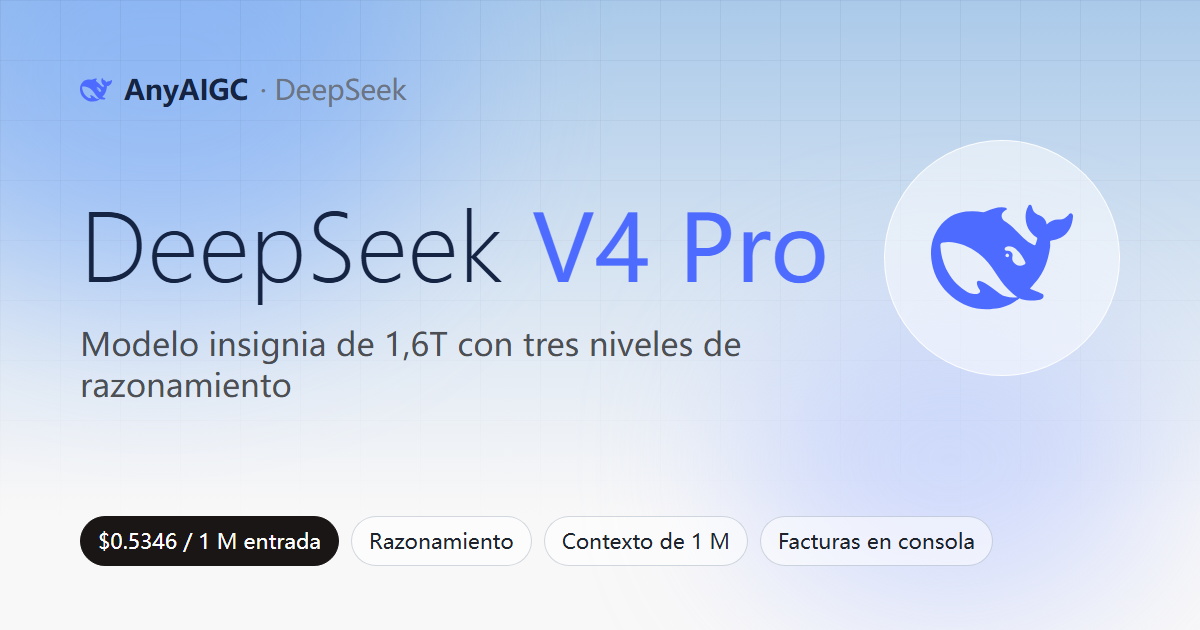 AnyAIGC · DeepSeek
DeepSeek V4 Pro
Modelo insignia de 1,6T con tres niveles de
razonamiento
$0.5346 / 1 M entrada
Razonamiento
Contexto de 1 M
Facturas en consola